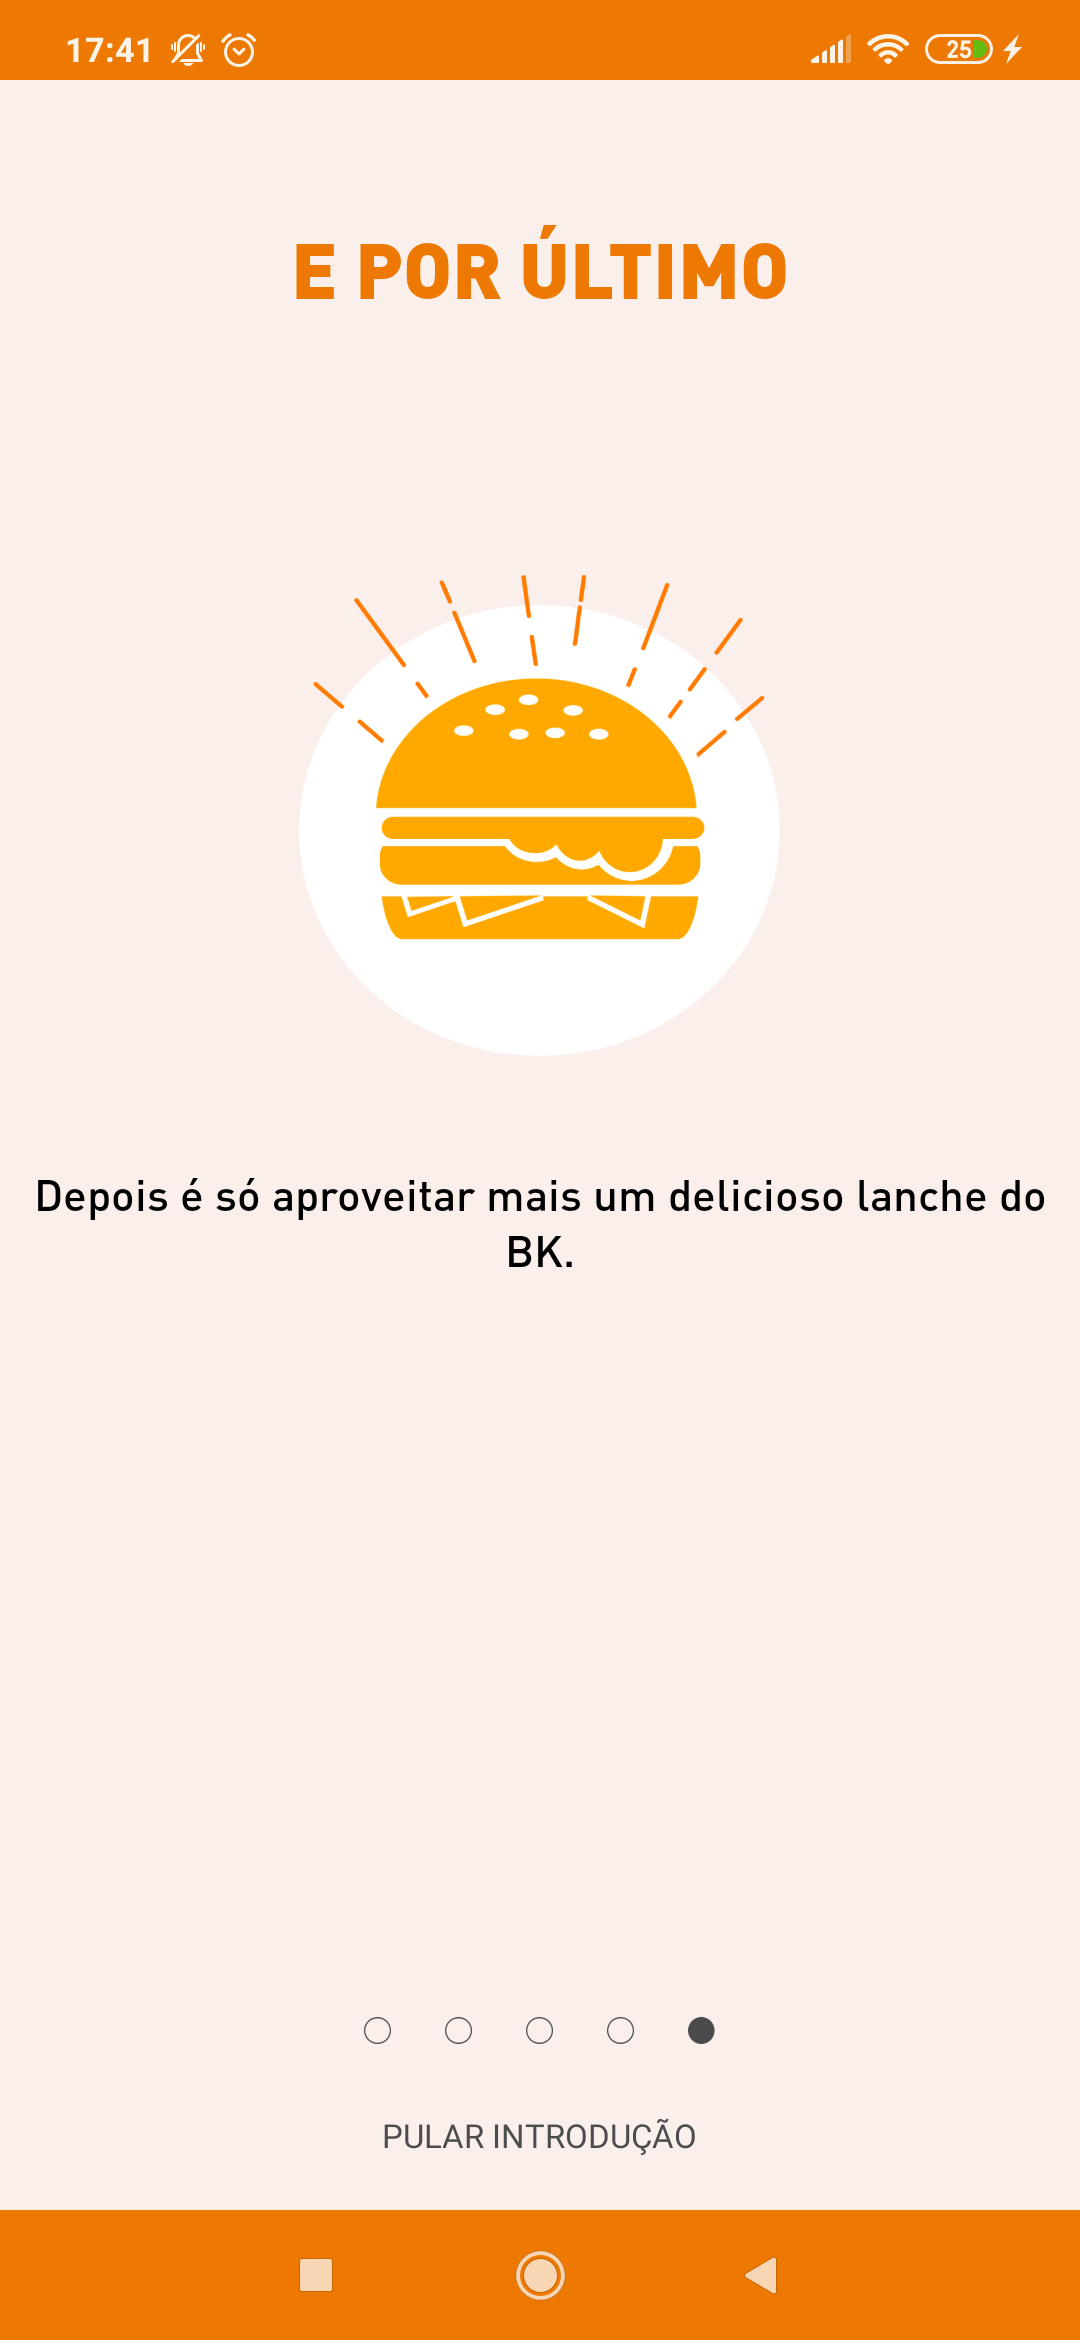 17:41
25
E POR ÚLTIMO
Depois é só aproveitar mais um delicioso lanche do
BK.
PULAR INTRODUÇÃO